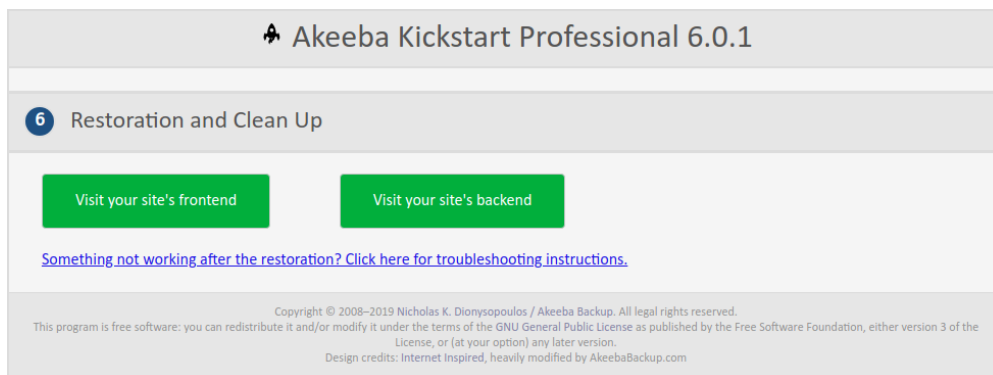 Akeeba Kickstart Professional 6.0.1
6 Restoration and Clean Up
Visit your site's frontend
Visit your site's backend
Something not working after the restoration? Click here for troubleshooting instructions.
Copyright © 2008–2019 Nicholas K. Dionysopoulos / Akeeba Backup. All legal rights reserved.
This program is free software: you can redistribute it and/or modify it under the terms of the GNU General Public License as published by the Free Software Foundation, either version 3 of the
License, or (at your option) any later version.
Design credits: Internet Inspired, heavily modified by AkeebaBackup.com